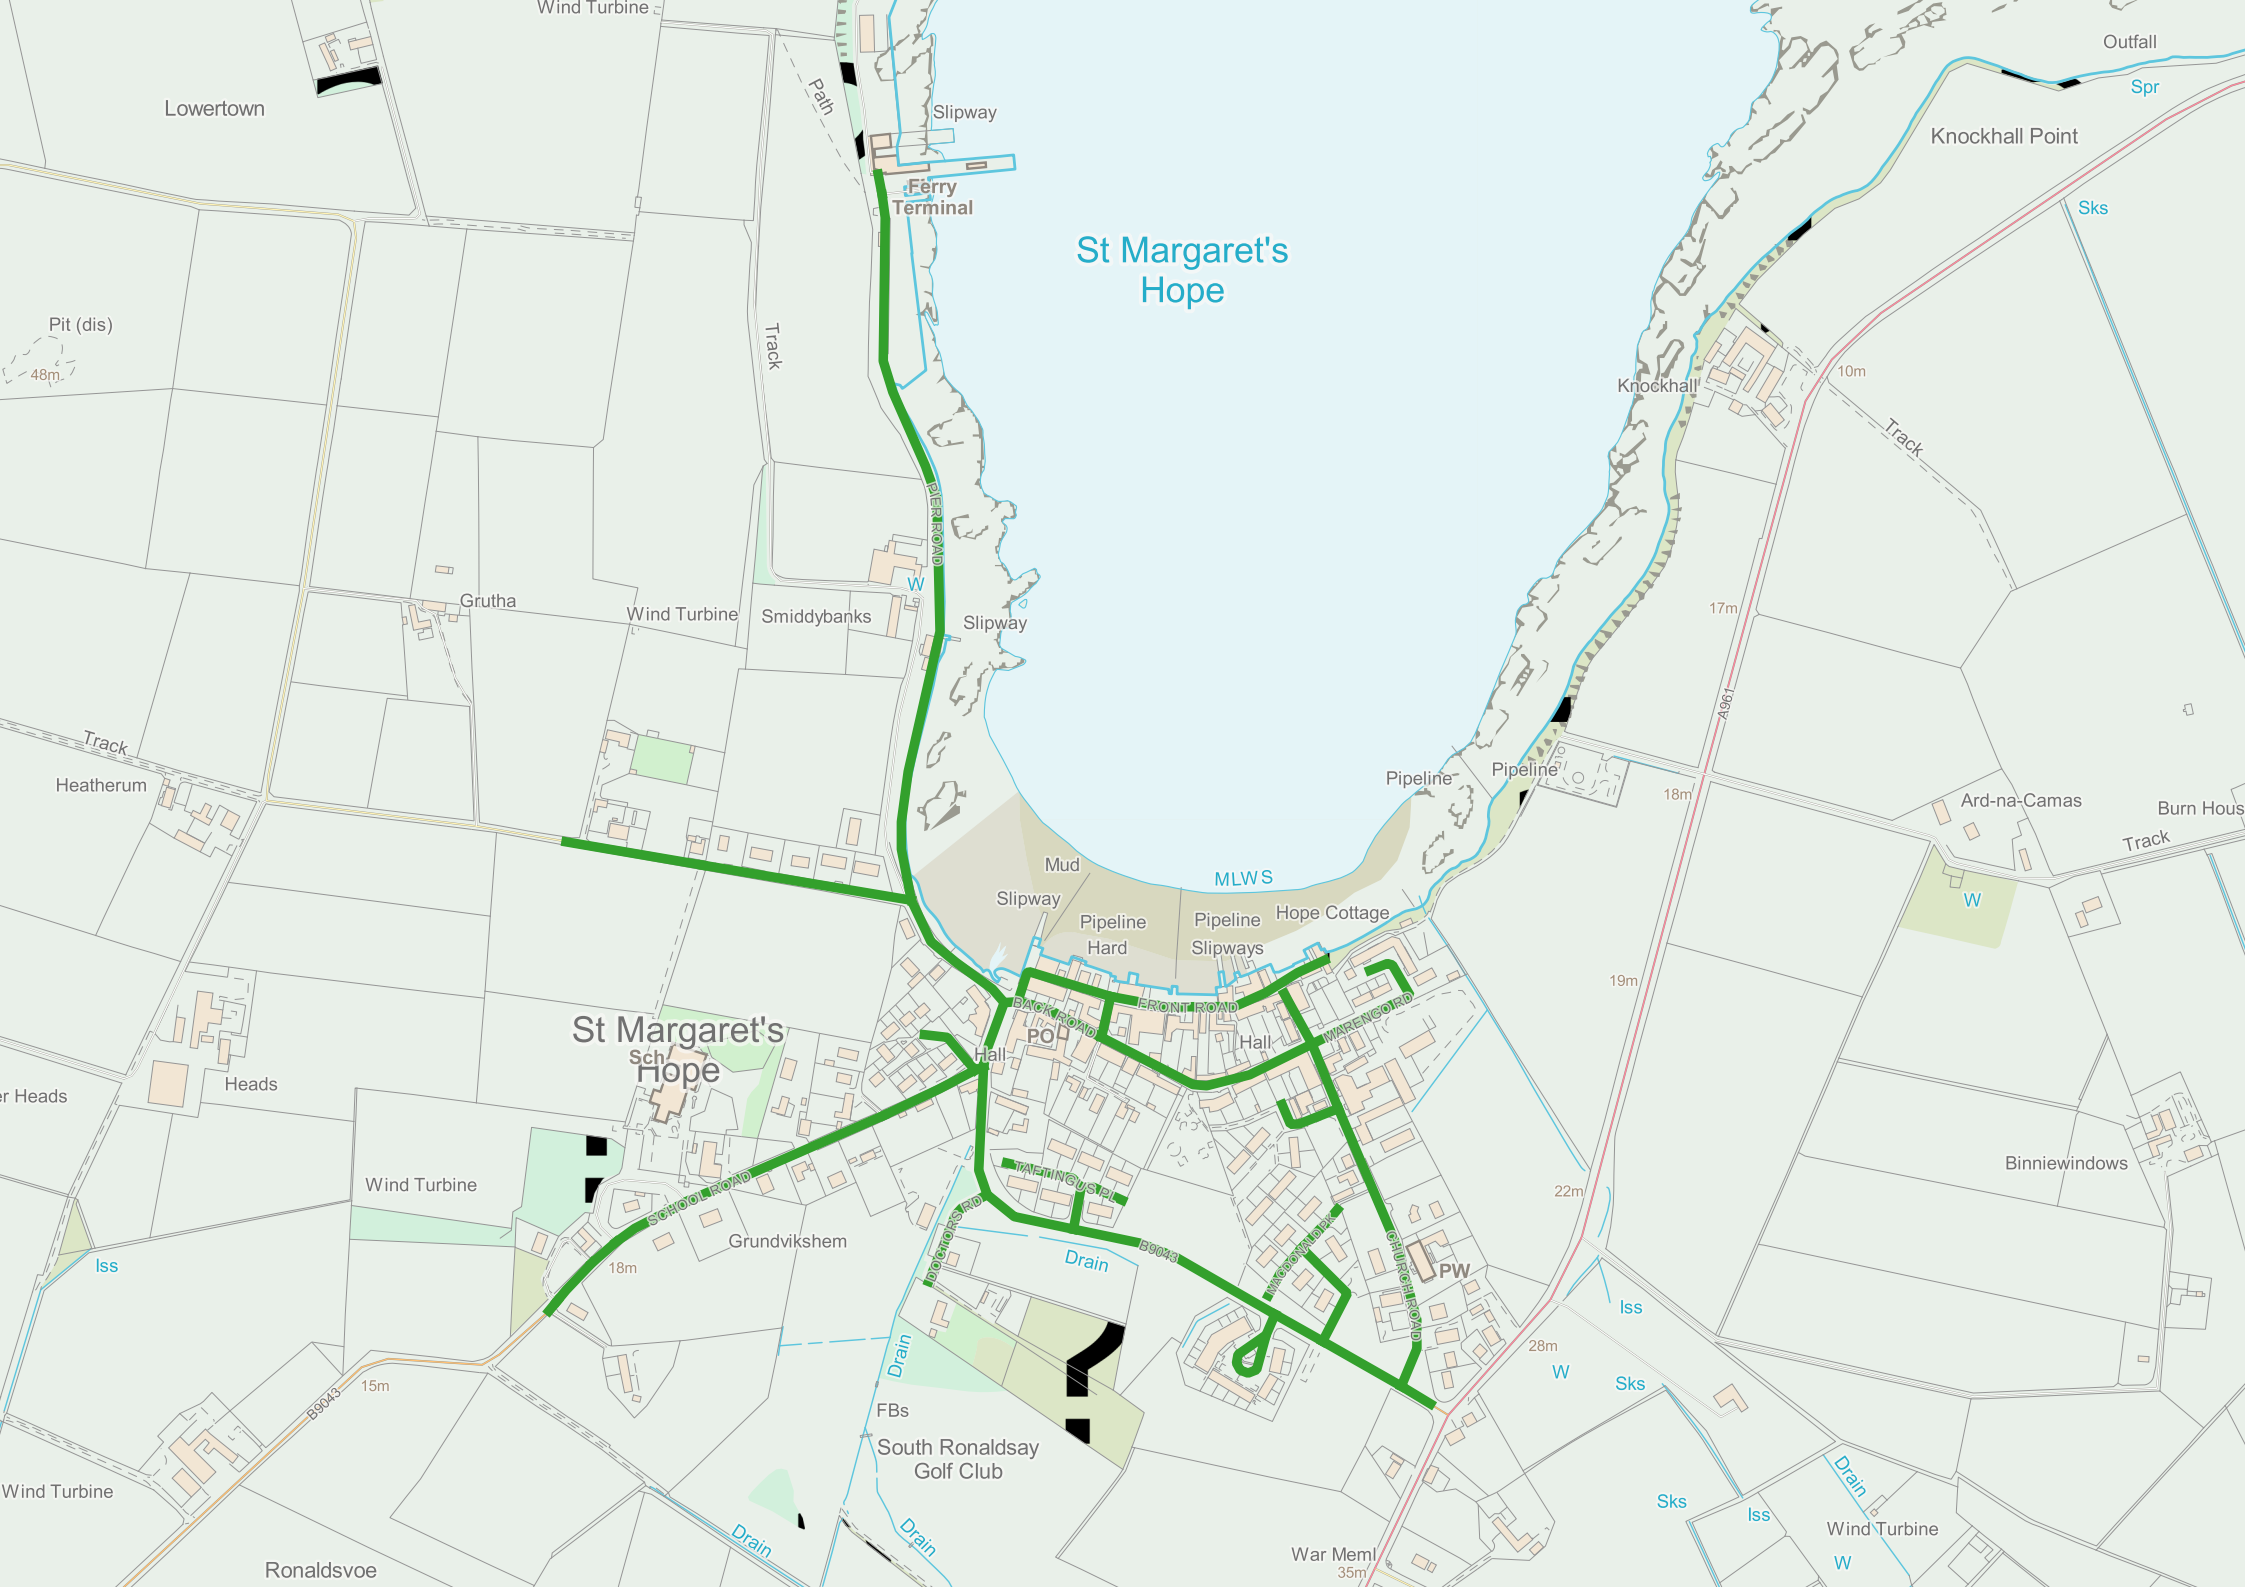 Wind Turbine
Outfall
Lowertown
Path
Slipway
Spr
Knockhall Point
Ferry
Terminal
Sks
St Margaret's
Hope
Pit (dis)
48m
Track
Knockhall
10m
Track
PIER ROAD
W
Grutha
Wind Turbine
Smiddybanks
Slipway
17m
A961
Track
Heatherum
Pipeline
Pipeline
18m
Ard-na-Camas
Burn Hous
Track
Mud
MLWS
Slipway
Pipeline
Hard
Pipeline
Slipways
Hope Cottage
W
19m
BACK ROAD
FRONT ROAD
MARENGO RD
St Margaret's
Hope
Sch
PO
Hall
Hall
Heads
er Heads
Wind Turbine
TAFTINGUS PL
Binniewindows
22m
SCHOOL ROAD
DOCTORS RD
Grundvikshem
B9043
Drain
MACDONALD PK
CHURCH ROAD
PW
Iss
18m
Iss
Drain
28m
W
Sks
15m
B9043
FBs
South Ronaldsay
Golf Club
Wind Turbine
Drain
Drain
Drain
Sks
Iss
Wind Turbine
W
War Meml
35m
Ronaldsvoe